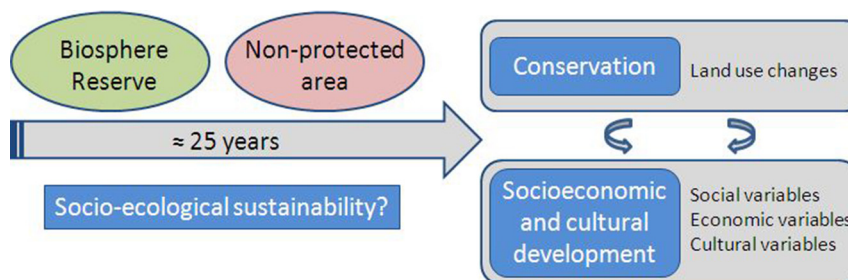 Biosphere
Reserve
Non-protected
area
≈ 25 years
Socio-ecological sustainability?
Conservation
Land use changes
Socioeconomic
and cultural
development
Social variables
Economic variables
Cultural variables